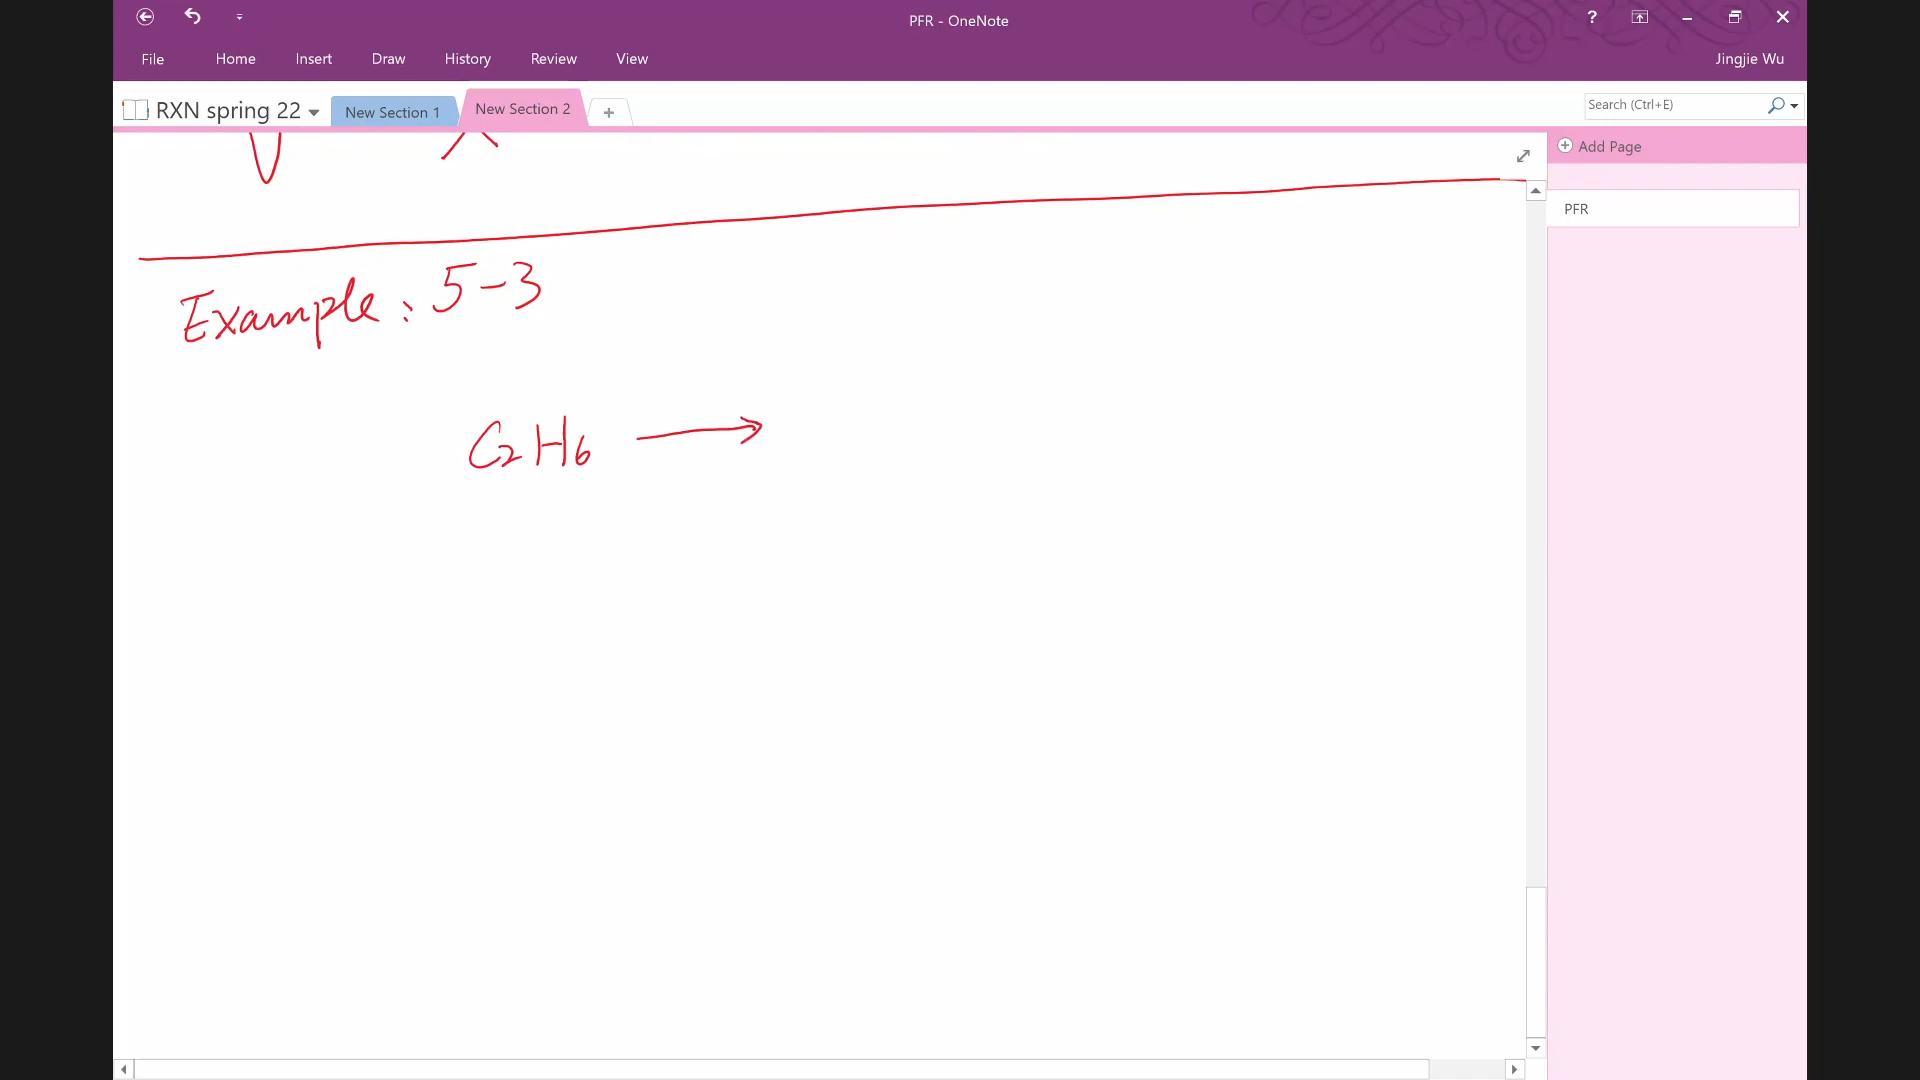 PFR - OneNote
?
File Home Insert Draw History Review View
Jingjie Wu
RXN spring 22
New Section 1
New Section 2
+
Search (Ctrl+E)
Add Page
PFR
V X
Example: 5-3
C₂H₆ →